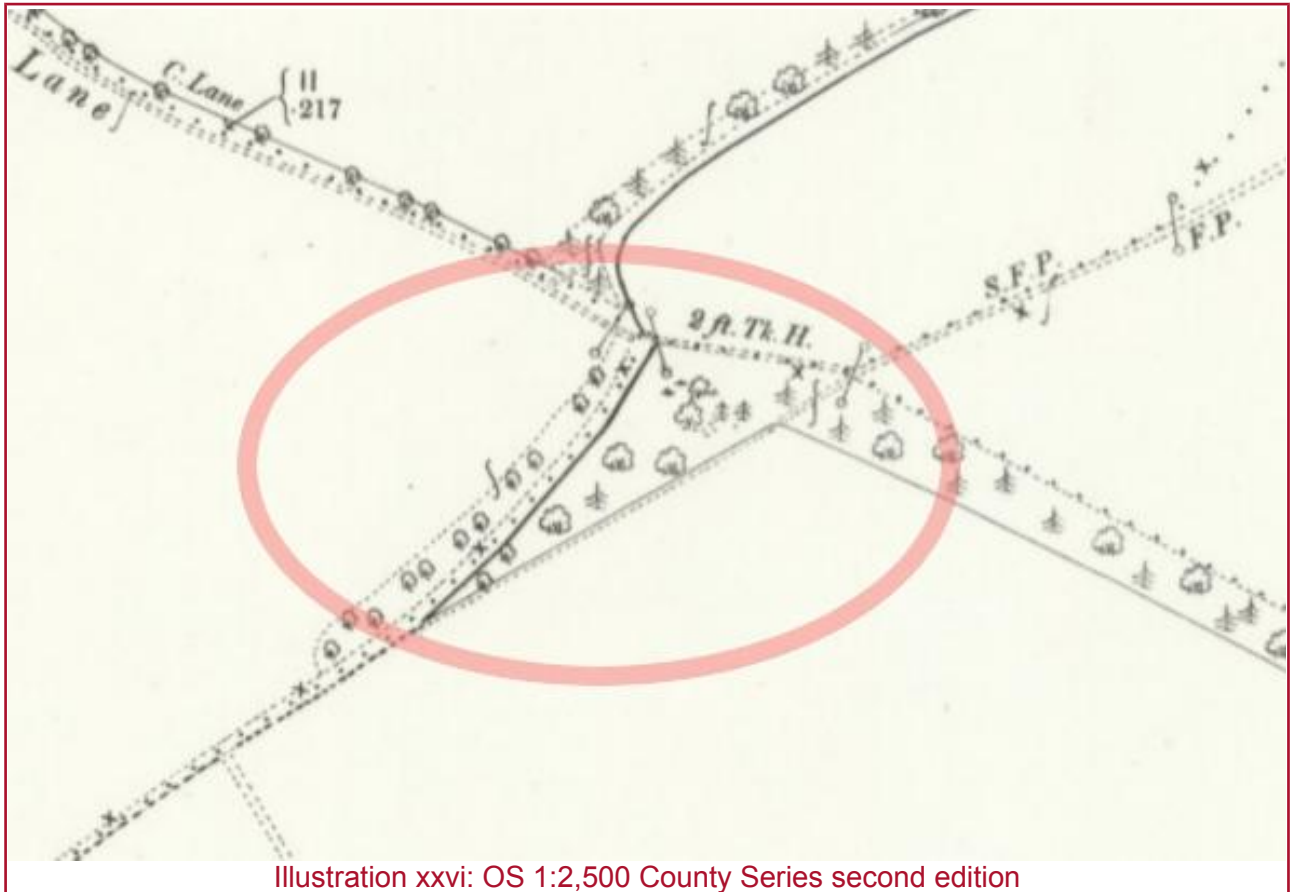 Lane
C. Lane
11
·217
2 ft. Tk. H.
S.F.P.
F.P.
Illustration xxvi: OS 1:2,500 County Series second edition